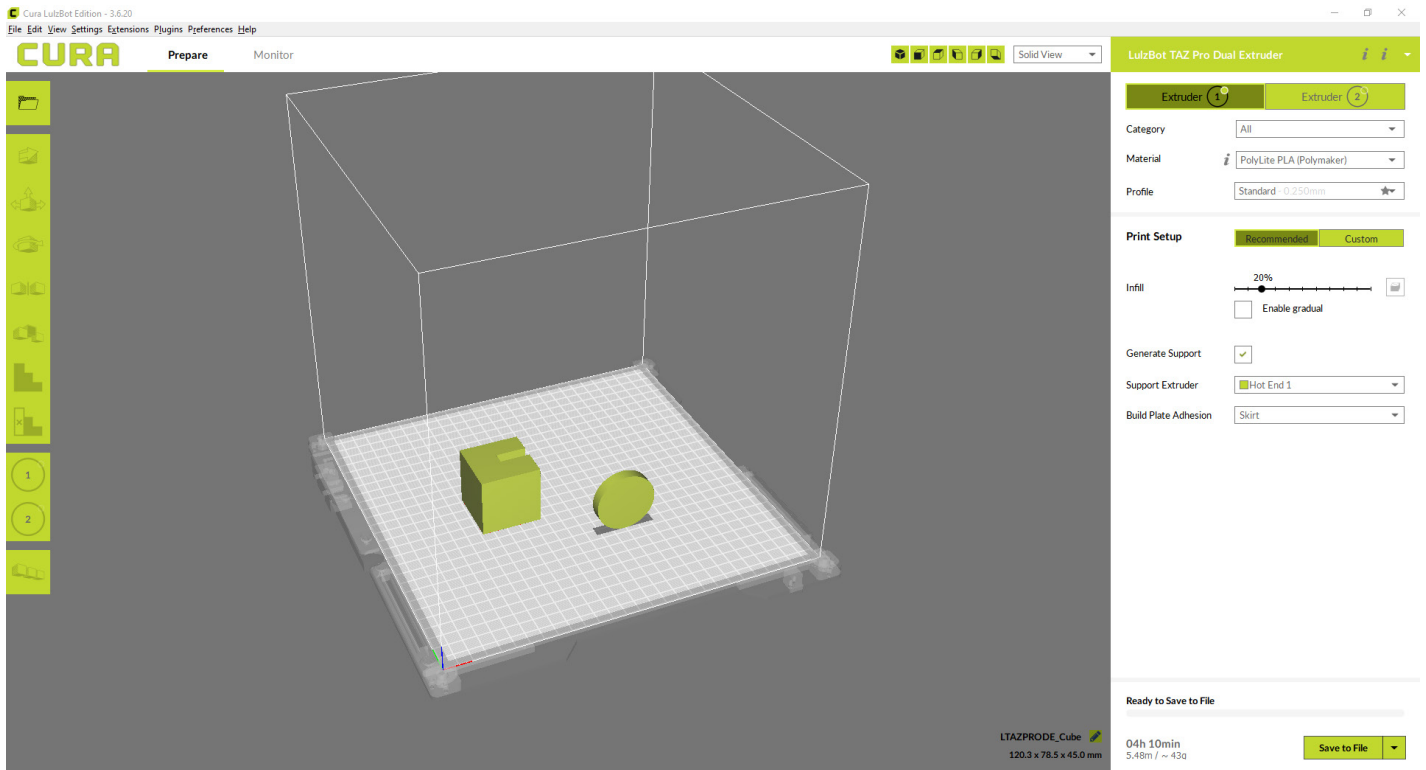 Cura LulzBot Edition - 3.6.20
File Edit View Settings Extensions Plugins Preferences Help
CURA
Prepare
Monitor
Solid View
LulzBot TAZ Pro Dual Extruder
i i
Extruder 1
Extruder 2
Category
All
Material
i
PolyLite PLA (Polymaker)
Profile
Standard - 0.250mm
Print Setup
Recommended
Custom
20%
Infill
Enable gradual
Generate Support
Support Extruder
Hot End 1
Build Plate Adhesion
Skirt
1
2
Ready to Save to File
LTAZPRODE_Cube
120.3 x 78.5 x 45.0 mm
04h 10min
5.48m / ~ 43g
Save to File